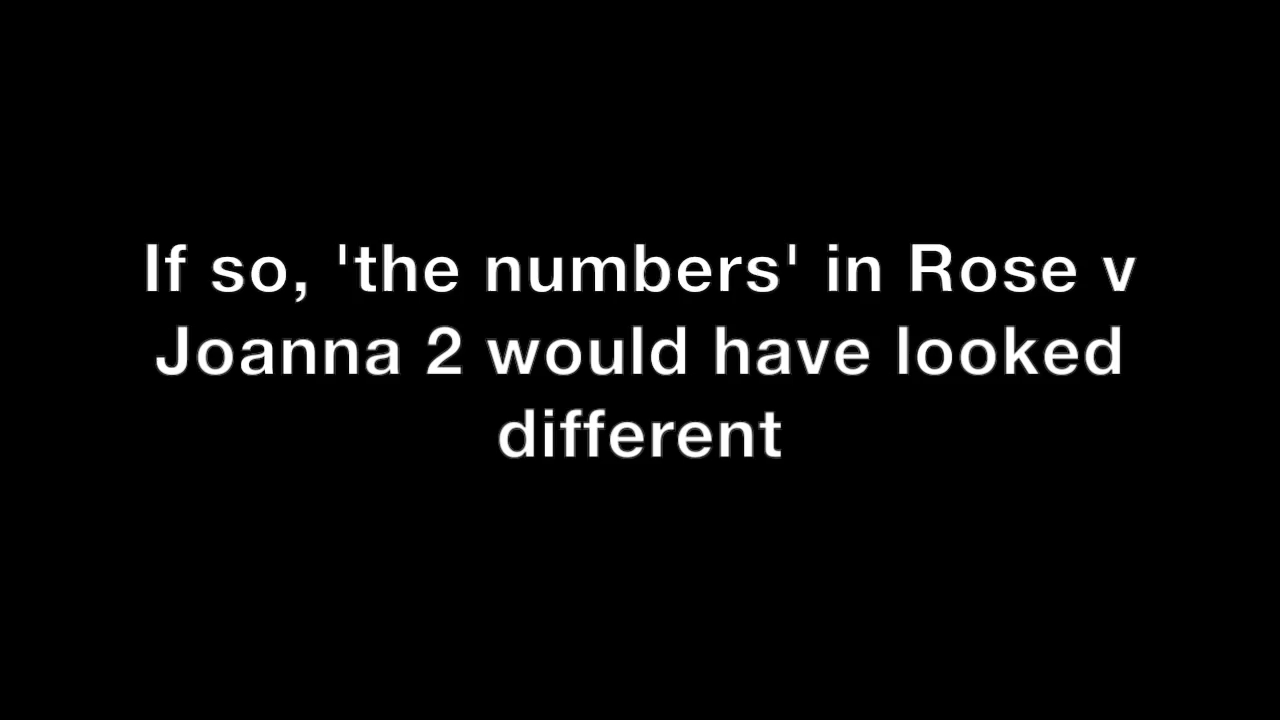 If so, 'the numbers' in Rose v
Joanna 2 would have looked
different